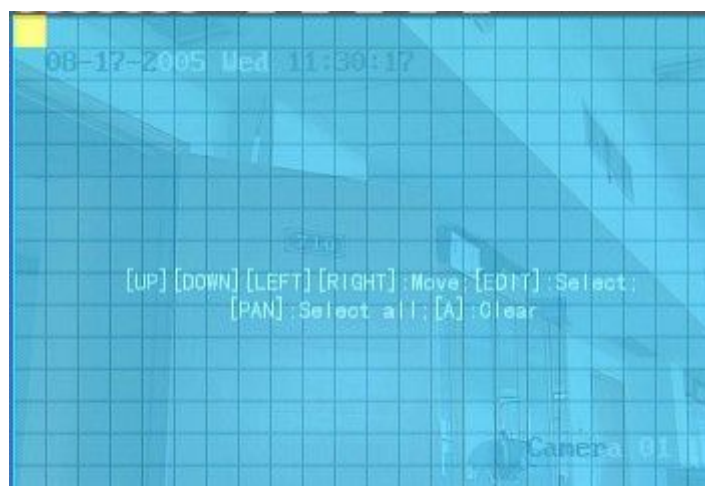 08-17-2005 Wed 11:30:17
[UP][DOWN][LEFT][RIGHT]:Move;[EDIT]:Select;
[PAN]:Select all;[A]:Clear
Camera 01